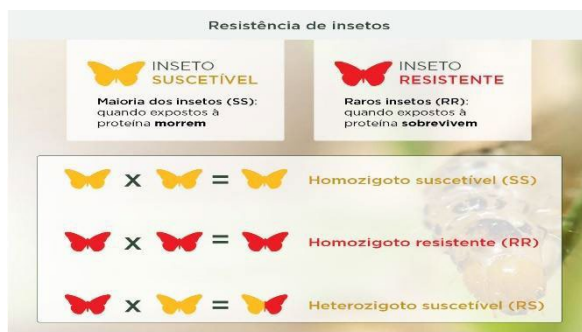 Resistência de insetos
INSETO
SUSCETÍVEL
Maioria dos insetos (SS):
quando expostos à
proteína morrem
INSETO
RESISTENTE
Raros insetos (RR):
quando expostos à
proteína sobrevivem
X = Homozigoto suscetível (SS)
X = Homozigoto resistente (RR)
X = Heterozigoto suscetível (RS)